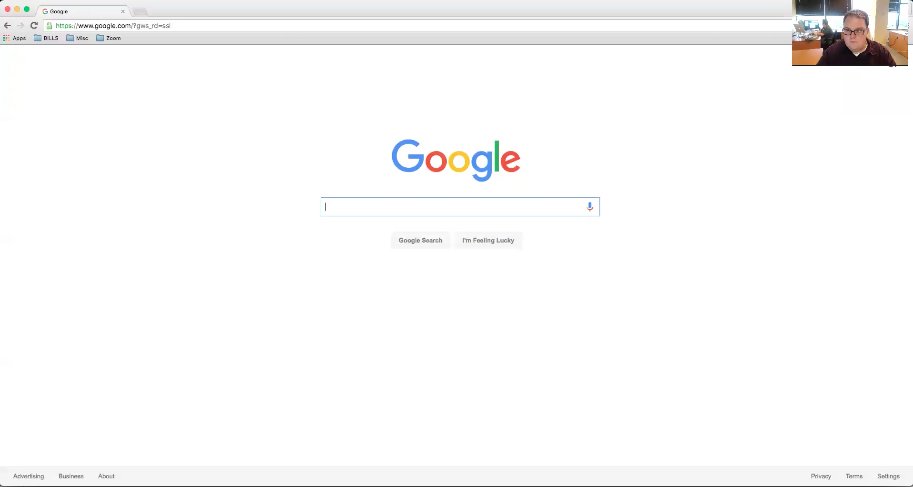 Google
https://www.google.com/?gws_rd=ssl
Apps BILLS Misc Zoom
Google
Google Search I'm Feeling Lucky
Advertising Business About Privacy Terms Settings